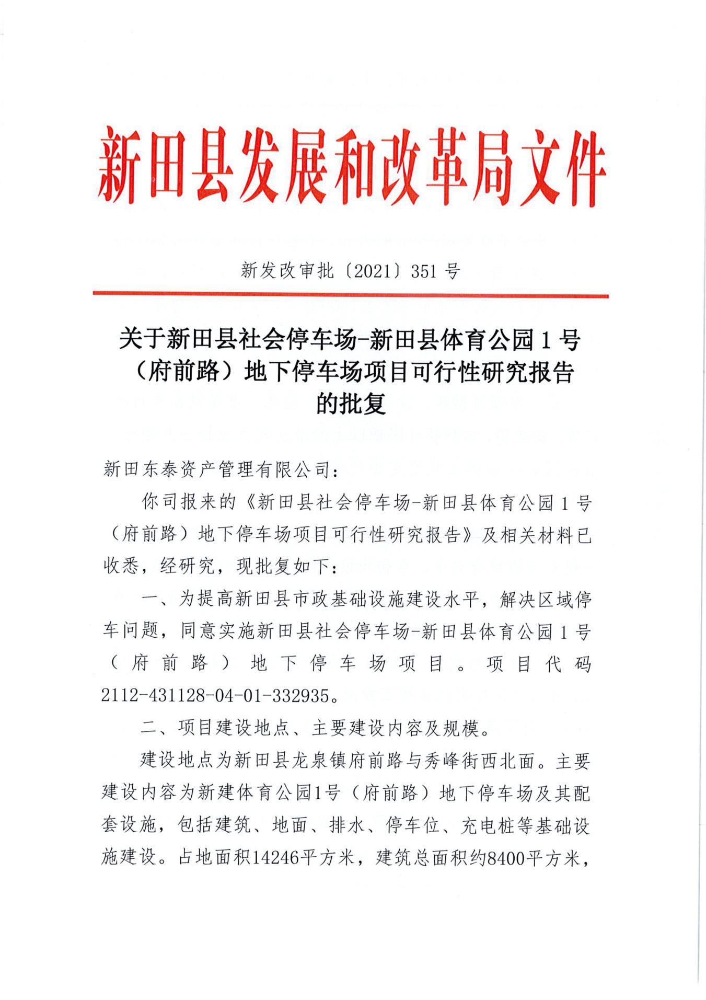 新田县发展和改革局文件
新发改审批〔2021〕351 号
关于新田县社会停车场-新田县体育公园 1 号
（府前路）地下停车场项目可行性研究报告
的批复
新田东泰资产管理有限公司：
你司报来的《新田县社会停车场-新田县体育公园 1 号
（府前路）地下停车场项目可行性研究报告》及相关材料已
收悉，经研究，现批复如下：
一、为提高新田县市政基础设施建设水平，解决区域停
车问题，同意实施新田县社会停车场-新田县体育公园 1 号
（府前路）地下停车场项目。项目代码
2112-431128-04-01-332935。
二、项目建设地点、主要建设内容及规模。
建设地点为新田县龙泉镇府前路与秀峰街西北面。主要
建设内容为新建体育公园1号（府前路）地下停车场及其配
套设施，包括建筑、地面、排水、停车位、充电桩等基础设
施建设。占地面积14246平方米，建筑总面积约8400平方米，